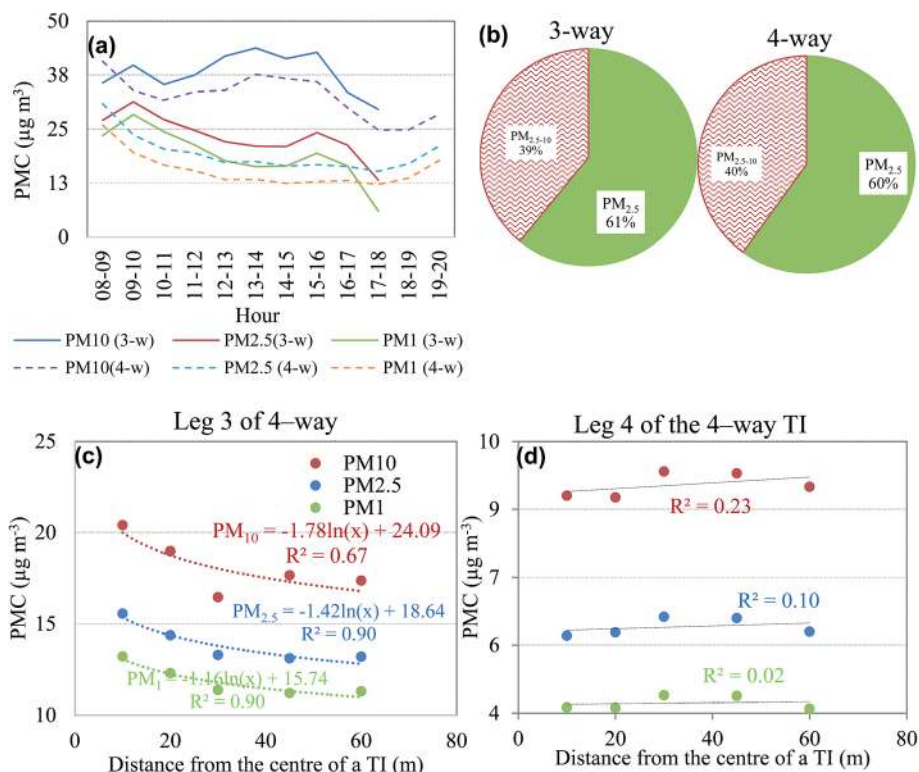 (a)
50
38
25
13
0
PMC (µg m³)
08-09
09-10
10-11
11-12
12-13
13-14
14-15
15-16
16-17
17-18
18-19
19-20
Hour
PM10 (3-w)
PM2.5(3-w)
PM1 (3-w)
PM10(4-w)
PM2.5 (4-w)
PM1 (4-w)
(b)
3-way
4-way
PM2.5-10
39%
PM2.5
61%
PM2.5-10
40%
PM2.5
60%
Leg 3 of 4–way
(c)
25
20
15
10
PMC (µg m-3)
PM10
PM2.5
PM1
PM10 = -1.78ln(x) + 24.09
R² = 0.67
PM2.5 = -1.42ln(x) + 18.64
R² = 0.90
PM1 = -1.16ln(x) + 15.74
R² = 0.90
0 20 40 60 80
Distance from the centre of a TI (m)
Leg 4 of the 4–way TI
(d)
10
9
7
6
4
PMC (µg m-3)
R² = 0.23
R² = 0.10
R² = 0.02
0 20 40 60 80
Distance from the centre of a TI (m)